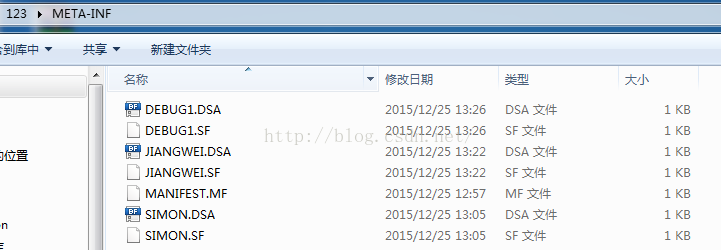 123 ▸ META-INF
含到库中 共享 新建文件夹
名称 修改日期 类型 大小
DEBUG1.DSA 2015/12/25 13:26 DSA 文件 1 KB
DEBUG1.SF 2015/12/25 13:26 SF 文件 1 KB
JIANGWEI.DSA 2015/12/25 13:22 DSA 文件 1 KB
的位置
JIANGWEI.SF 2015/12/25 13:22 SF 文件 1 KB
MANIFEST.MF 2015/12/25 12:57 MF 文件 1 KB
SIMON.DSA 2015/12/25 13:05 DSA 文件 1 KB
SIMON.SF 2015/12/25 13:05 SF 文件 1 KB
http://blog.csdn.net/